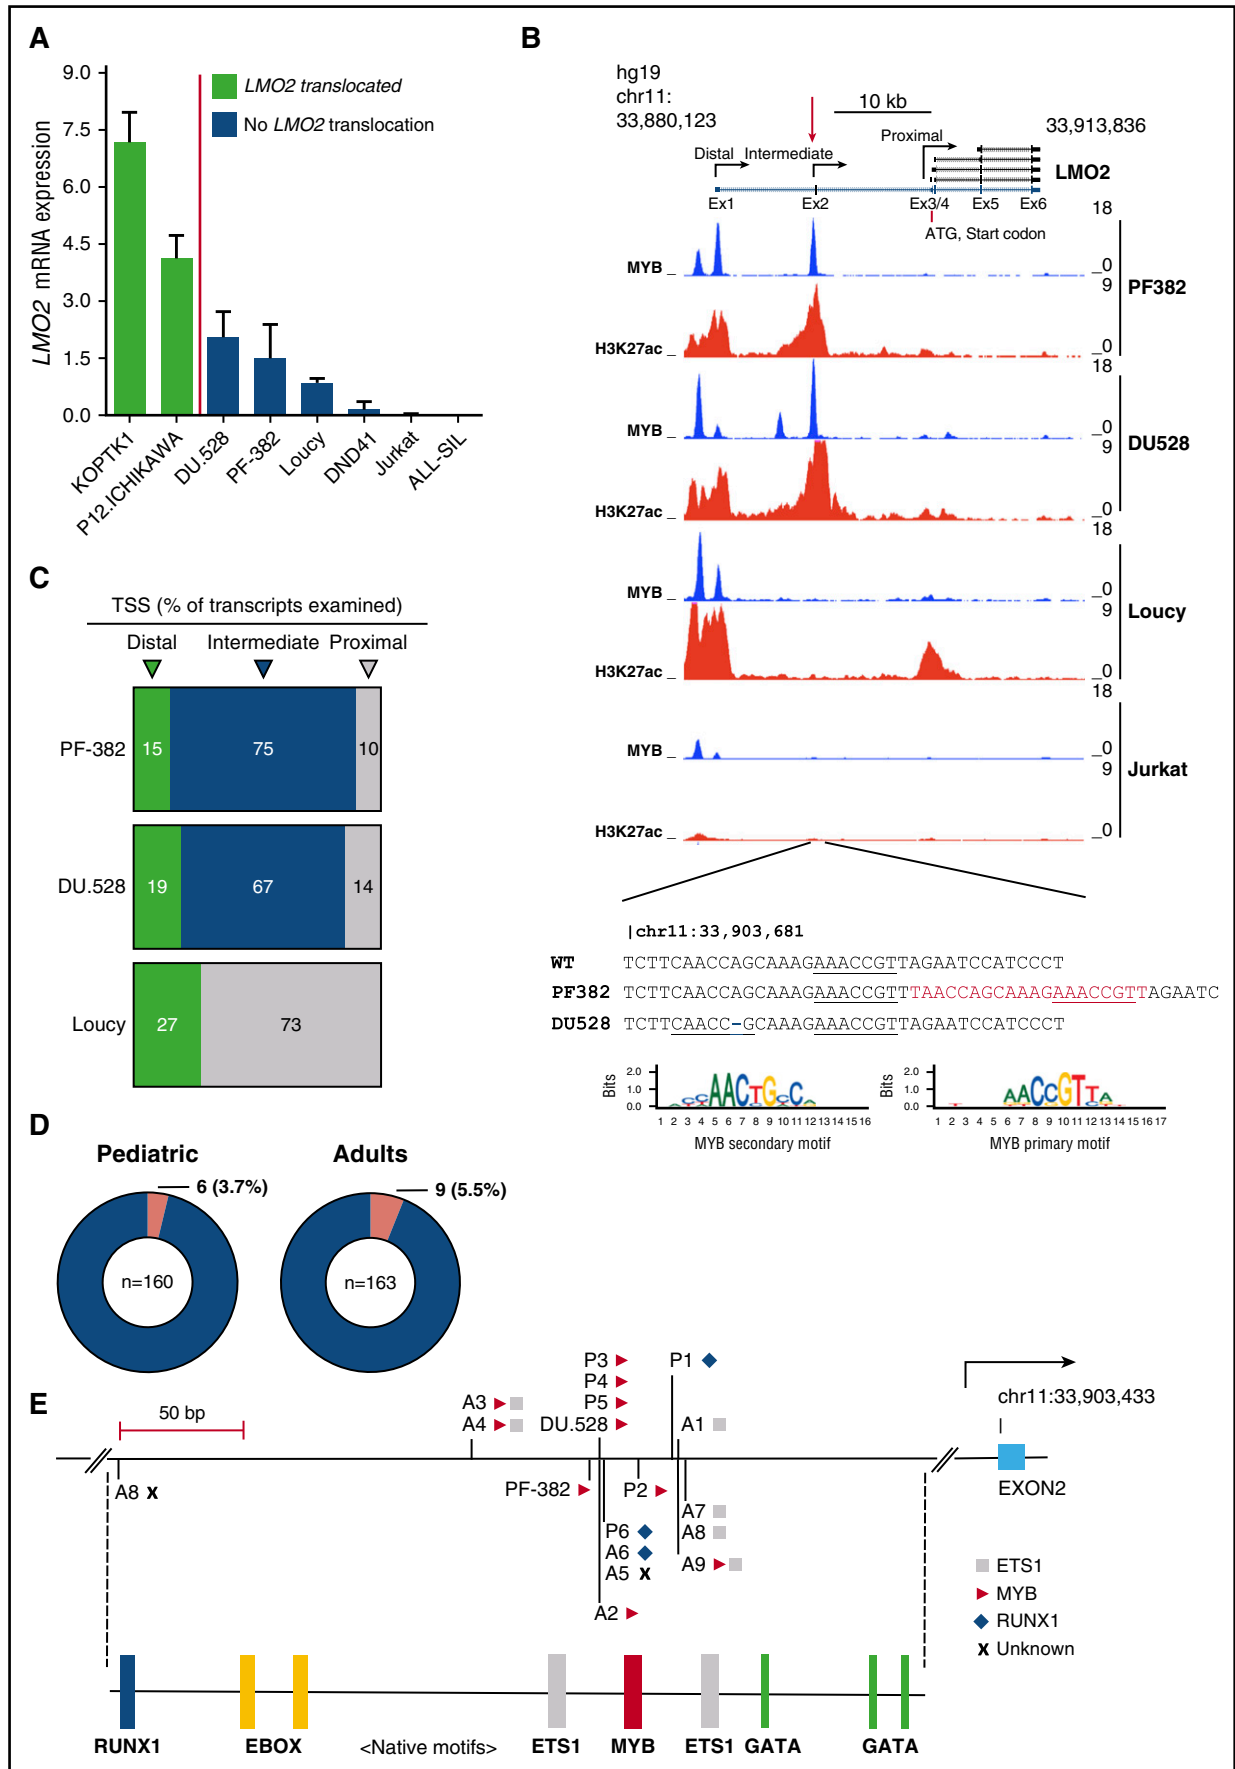 A
LMO2 mRNA expression
9.0
7.5
6.0
4.5
3.0
1.5
0.0
LMO2 translocated
No LMO2 translocation
KOPTK1
P12.ICHIKAWA
DU.528
PF-382
Loucy
DND41
Jurkat
ALL-SIL
B
hg19
chr11:
33,880,123
10 kb
33,913,836
Distal
Intermediate
Proximal
LMO2
Ex1
Ex2
Ex3/4
Ex5
Ex6
ATG, Start codon
18
MYB _
_0
9
PF382
H3K27ac _
_0
18
MYB _
_0
9
DU528
H3K27ac _
_0
18
MYB _
_0
9
Loucy
H3K27ac _
_0
18
MYB _
_0
9
Jurkat
H3K27ac _
_0
|chr11:33,903,681
WT TCTTCAACCAGCAAAGAAACCGTTAGAATCCATCCCT
PF382 TCTTCAACCAGCAAAGAAACCGTTTAACCAGCAAAGAAACCGTTAGAATC
DU528 TCTTCAACC-GCAAAGAAACCGTTAGAATCCATCCCT
Bits
2.0
1.0
0.0
1 2 3 4 5 6 7 8 9 10 11 12 13 14 15 16
MYB secondary motif
Bits
2.0
1.0
0.0
1 2 3 4 5 6 7 8 9 10 11 12 13 14 15 16 17
MYB primary motif
C
TSS (% of transcripts examined)
Distal Intermediate Proximal
PF-382 15 75 10
DU.528 19 67 14
Loucy 27 73
D
Pediatric
6 (3.7%)
n=160
Adults
9 (5.5%)
n=163
E
50 bp
A8 x
A3
A4
P3
P4
P5
DU.528
P1
A1
PF-382
P2
P6
A6
A5 x
A2
A7
A8
A9
chr11:33,903,433
EXON2
ETS1
MYB
RUNX1
x Unknown
RUNX1
EBOX
<Native motifs>
ETS1
MYB
ETS1
GATA
GATA